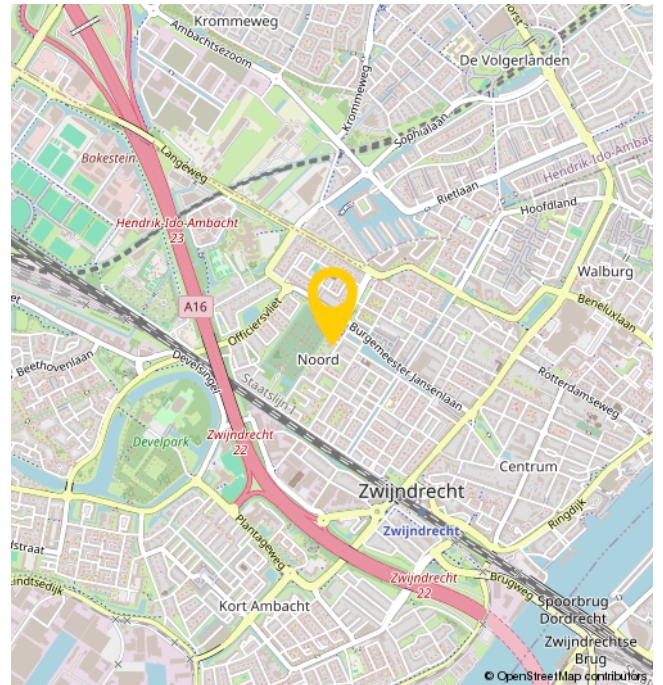 Krommeweg
Ambachtsezoom
De Volgerlanden
Krommeweg
Sophialaan
Bakestein
Langeweg
Hendrik-Ido-Ambacht
Rietlaan
Hoofdland
Hendrik-Ido-Ambacht
23
Walburg
A16
Beneluxlaan
Officiersvliet
Burgemeester Jansenlaan
Noord
Beethovenlaan
Develsingel
Staatslijn I
Rotterdamseweg
Develpark
Zwijndrecht
22
Centrum
Zwijndrecht
Ringdijk
Plantageweg
Zwijndrecht
Zwijndrecht
22
Brugweg
Kort Ambacht
Spoorbrug
Dordrecht
Zwijndrechtse
Brug
© OpenStreetMap contributors